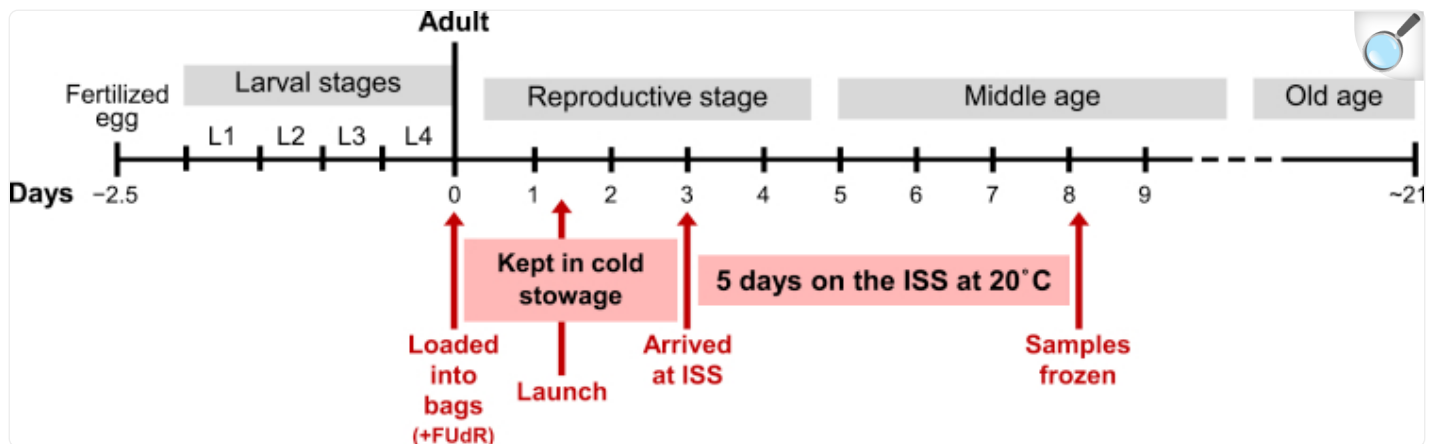 Adult
Fertilized
egg
Larval stages
Reproductive stage
Middle age
Old age
L1 L2 L3 L4
Days −2.5 0 1 2 3 4 5 6 7 8 9 ~21
Kept in cold
stowage
5 days on the ISS at 20˚C
Loaded
into
bags
(+FUdR)
Launch
Arrived
at ISS
Samples
frozen